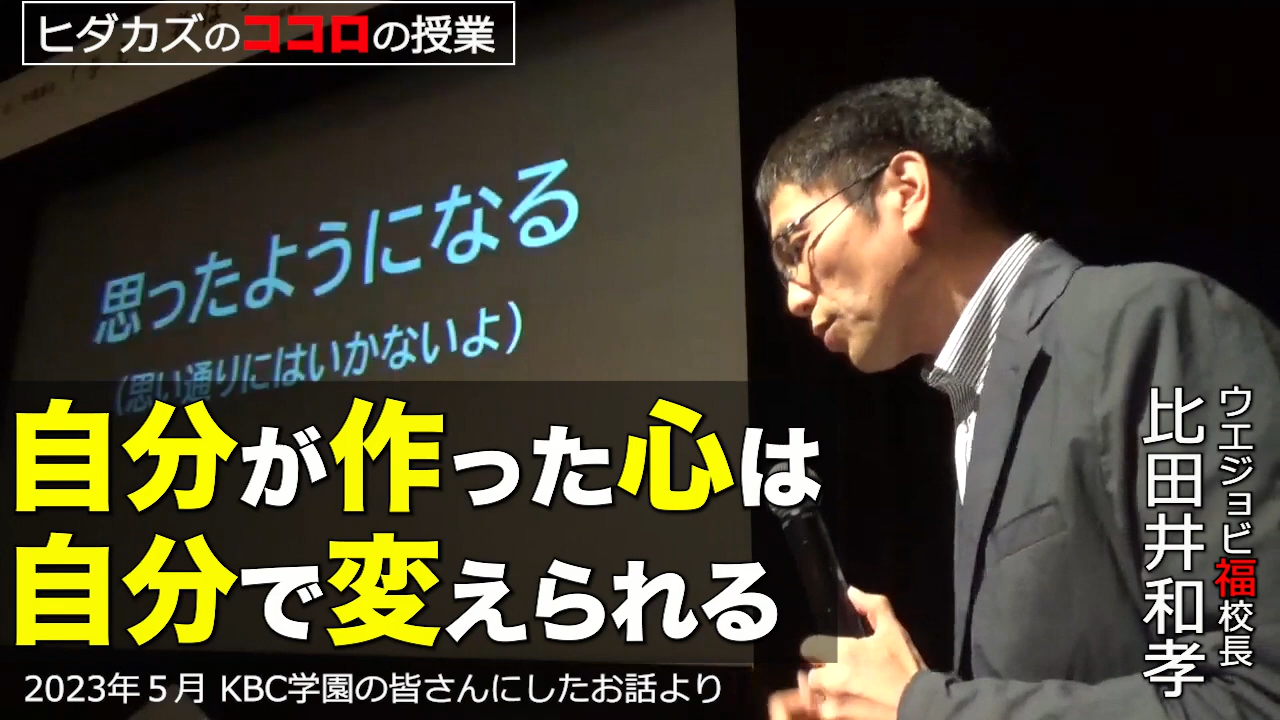 ヒダカズのココロの授業
思ったようになる
（思い通りにはいかないよ）
自分が作った心は
自分で変えられる
ウエジョビ福校長
比田井和孝
2023年５月 KBC学園の皆さんにしたお話より